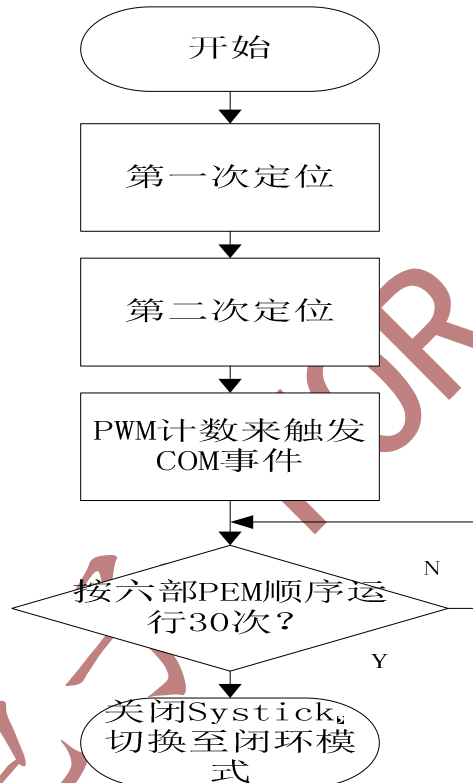 开始
第一次定位
第二次定位
PWM计数来触发
COM事件
按六部PEM顺序运
行30次？
N
Y
关闭Systick,
切换至闭环模
式